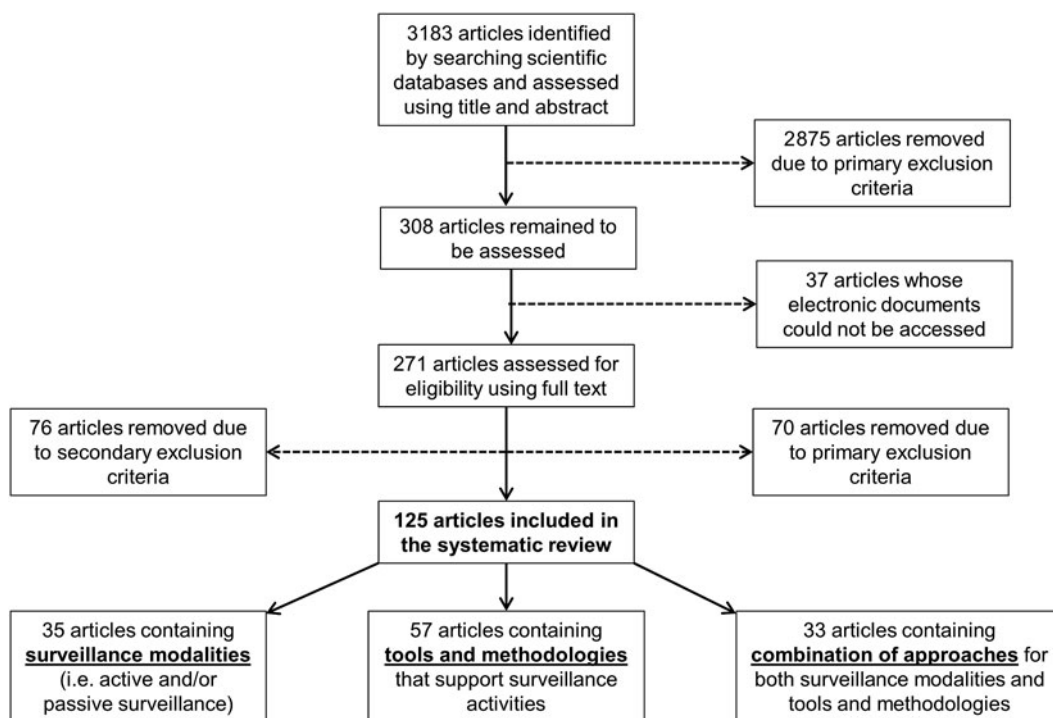 3183 articles identified
by searching scientific
databases and assessed
using title and abstract
2875 articles removed
due to primary exclusion
criteria
308 articles remained to
be assessed
37 articles whose
electronic documents
could not be accessed
271 articles assessed for
eligibility using full text
76 articles removed due
to secondary exclusion
criteria
70 articles removed due
to primary exclusion
criteria
125 articles included in
the systematic review
35 articles containing
surveillance modalities
(i.e. active and/or
passive surveillance)
57 articles containing
tools and methodologies
that support surveillance
activities
33 articles containing
combination of approaches for
both surveillance modalities and
tools and methodologies